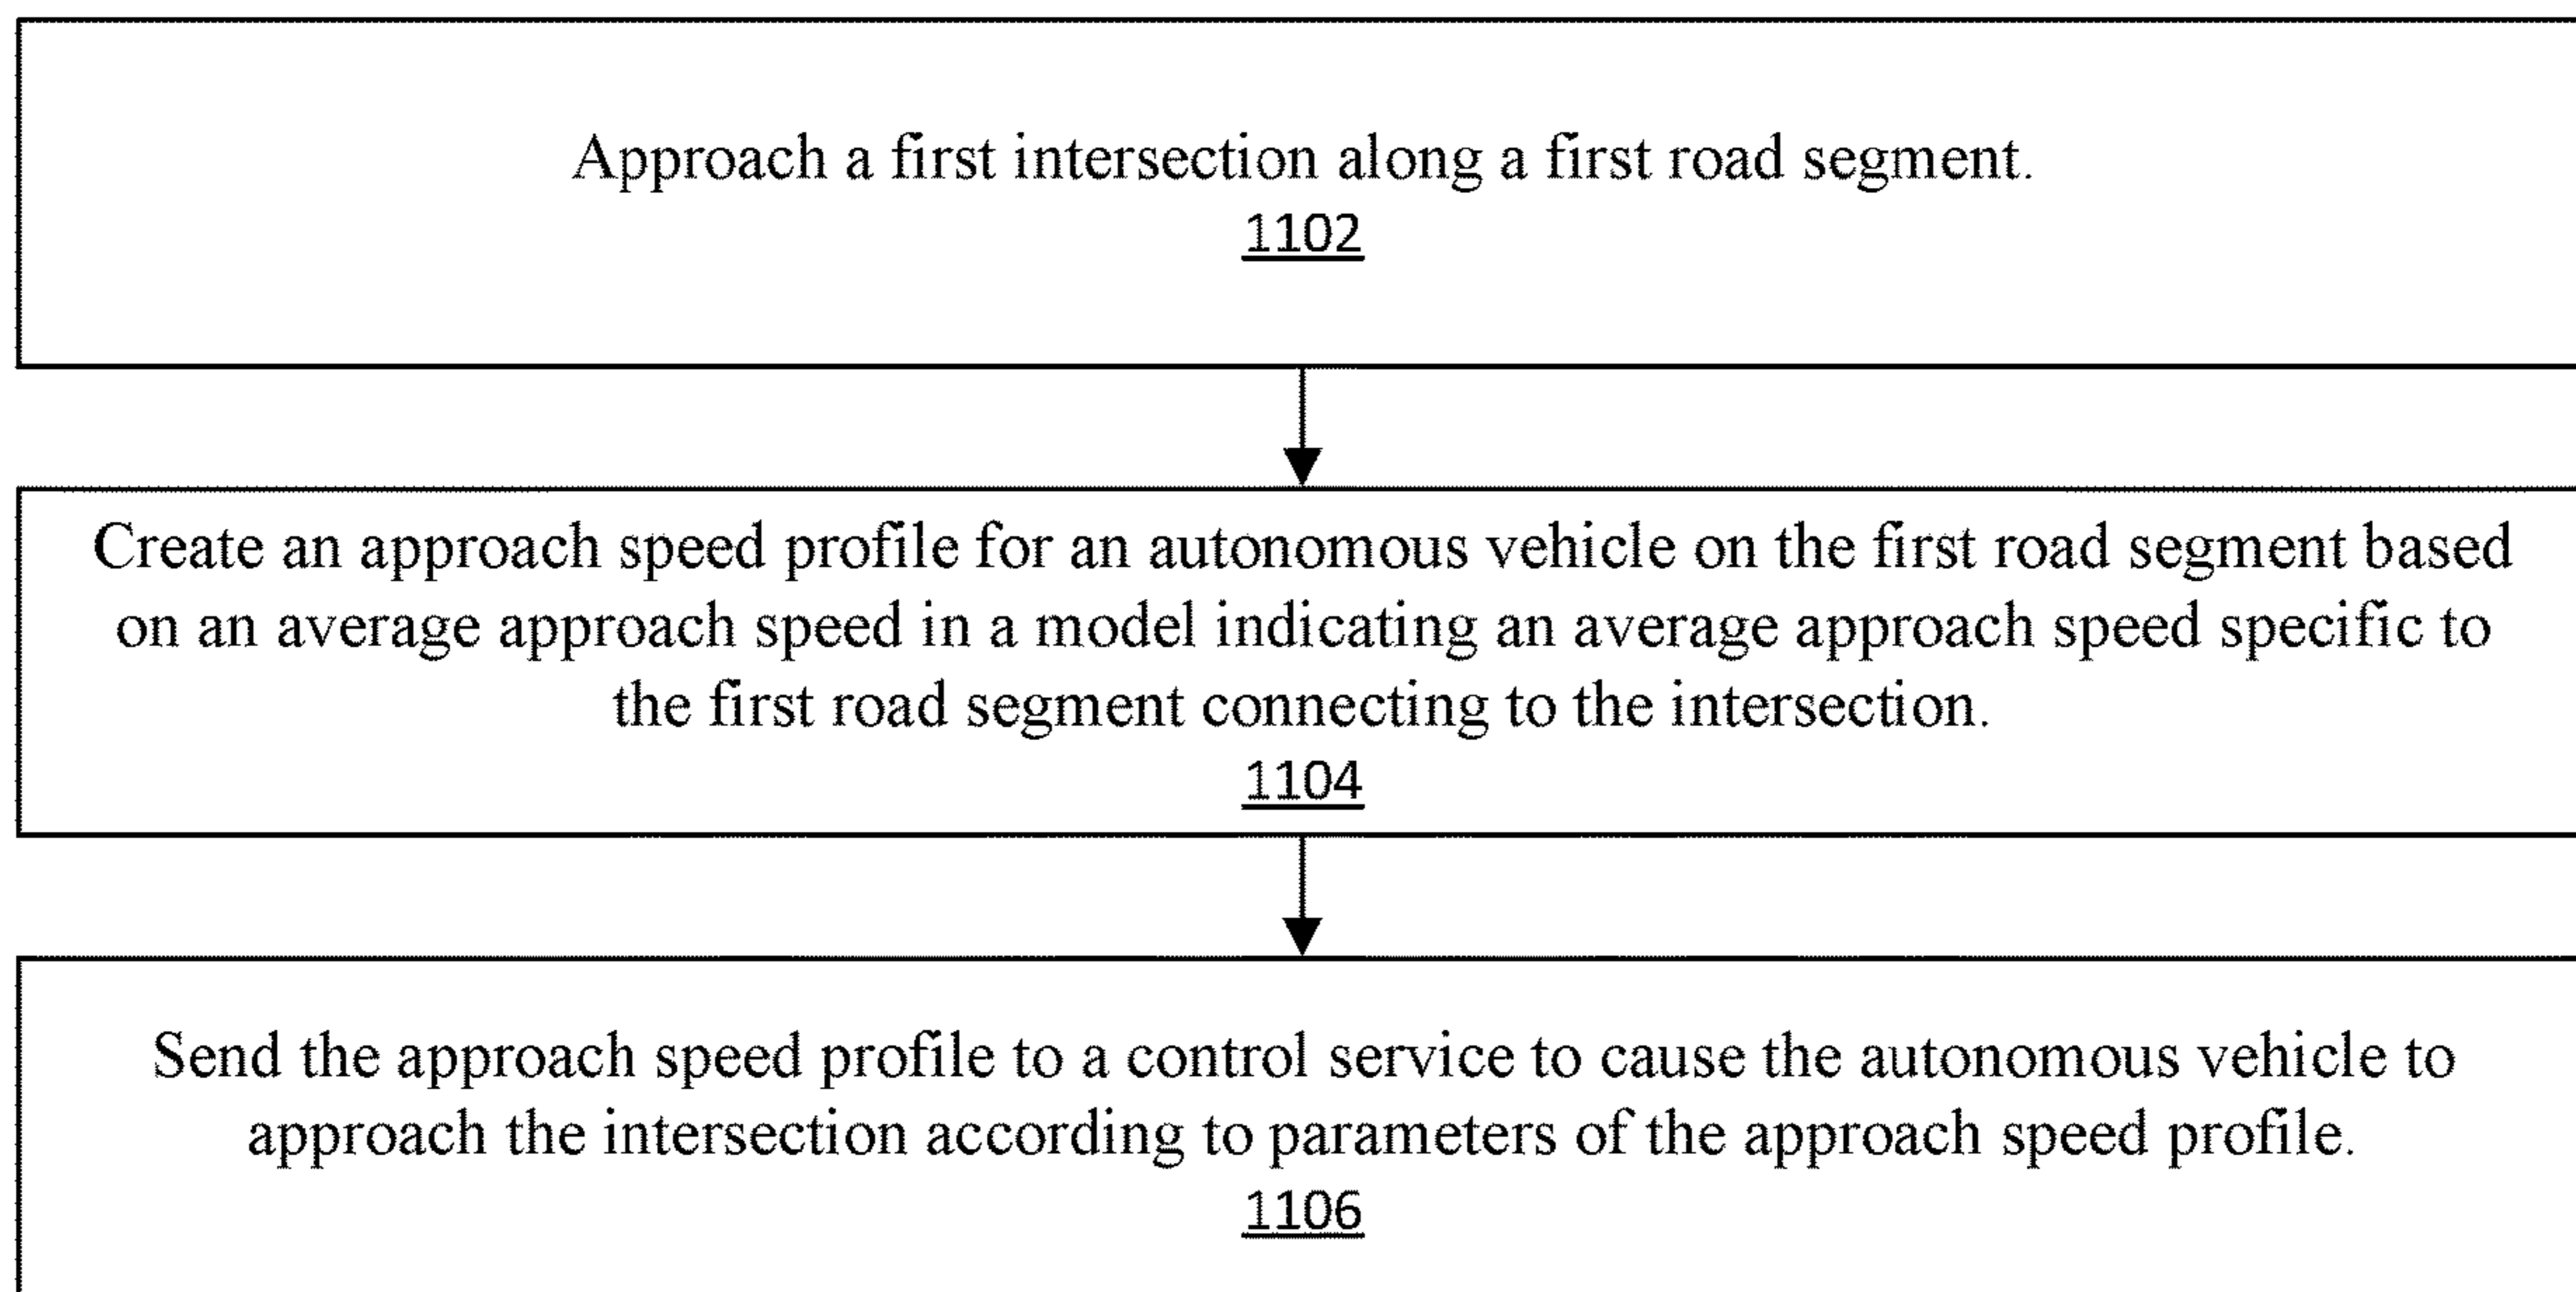 Approach a first intersection along a first road segment.
1102
Create an approach speed profile for an autonomous vehicle on the first road segment based
on an average approach speed in a model indicating an average approach speed specific to
the first road segment connecting to the intersection.
1104
Send the approach speed profile to a control service to cause the autonomous vehicle to
approach the intersection according to parameters of the approach speed profile.
1106